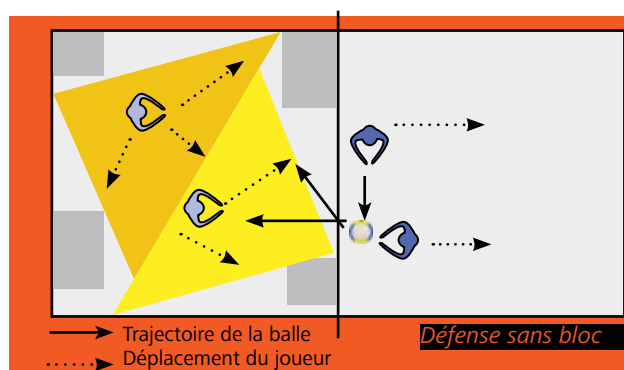 Trajectoire de la balle
Défense sans bloc
Déplacement du joueur